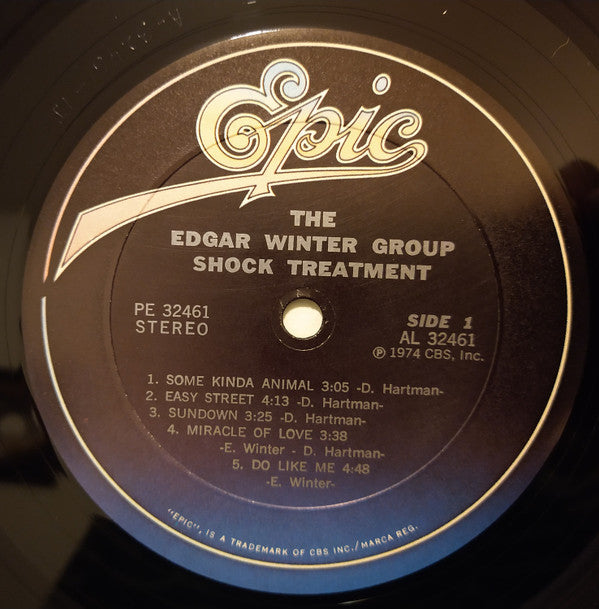 Epic
THE
EDGAR WINTER GROUP
SHOCK TREATMENT
PE 32461
STEREO
SIDE 1
AL 32461
℗ 1974 CBS, Inc.
1. SOME KINDA ANIMAL 3:05 -D. Hartman-
2. EASY STREET 4:13 -D. Hartman-
3. SUNDOWN 3:25 -D. Hartman-
4. MIRACLE OF LOVE 3:38
-E. Winter - D. Hartman-
5. DO LIKE ME 4:48
-E. Winter-
"EPIC", IS A TRADEMARK OF CBS INC./MARCA REG.